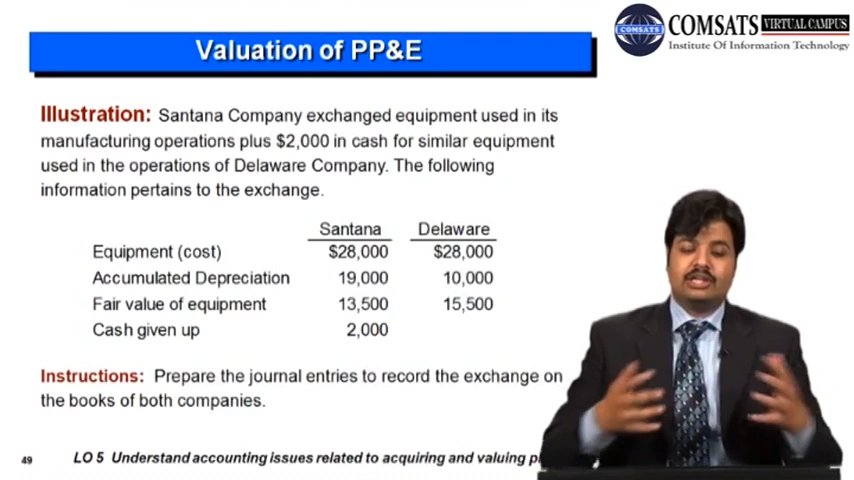 COMSATS VIRTUAL CAMPUS
COMSATS
Institute Of Information Technology
Valuation of PP&E
Illustration: Santana Company exchanged equipment used in its
manufacturing operations plus $2,000 in cash for similar equipment
used in the operations of Delaware Company. The following
information pertains to the exchange.
Santana Delaware
Equipment (cost) $28,000 $28,000
Accumulated Depreciation 19,000 10,000
Fair value of equipment 13,500 15,500
Cash given up 2,000
Instructions: Prepare the journal entries to record the exchange on
the books of both companies.
49 LO 5 Understand accounting issues related to acquiring and valuing